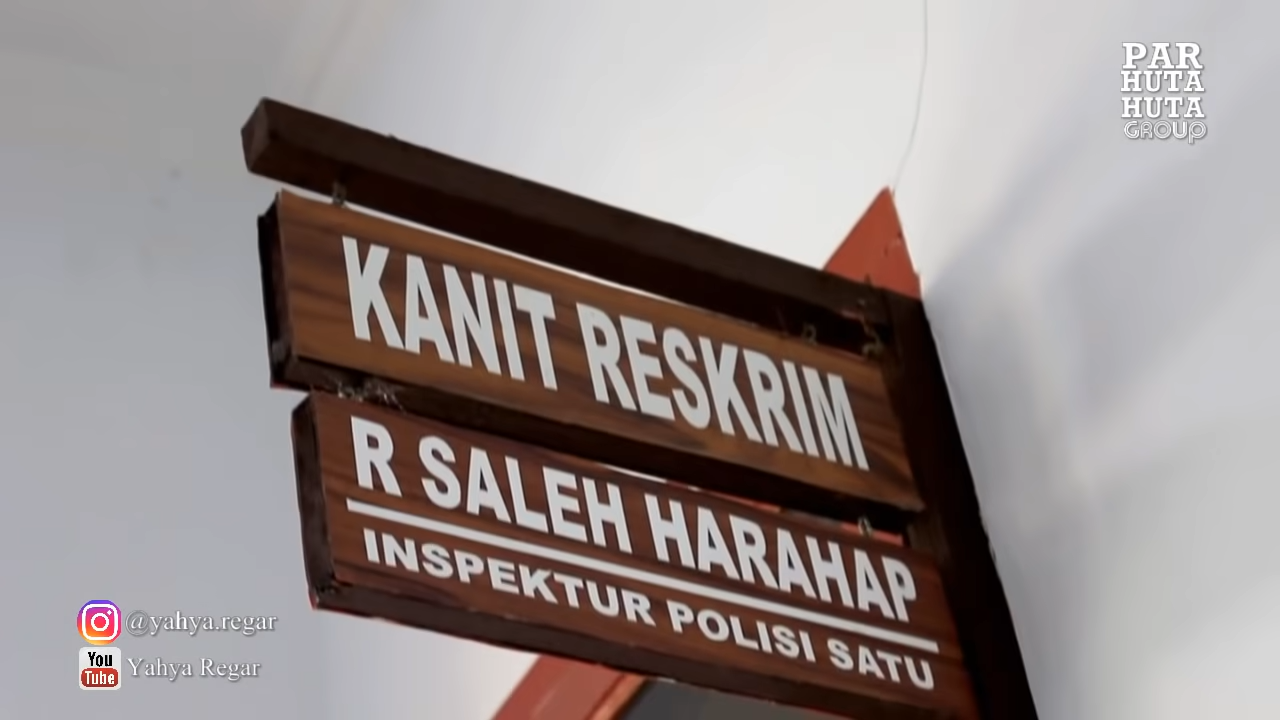 PAR
HUTA
HUTA
GROUP
KANIT RESKRIM
R SALEH HARAHAP
INSPEKTUR POLISI SATU
@yahya.regar
You
Tube
Yahya Regar